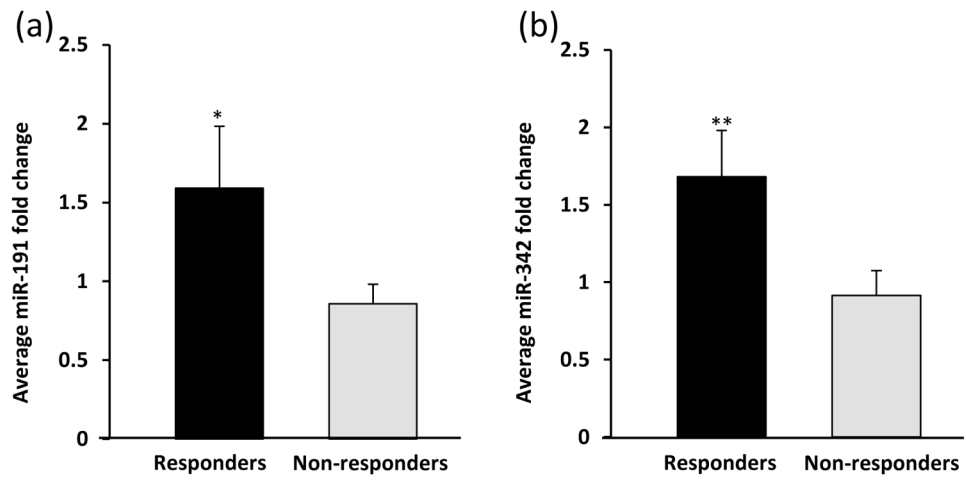 (a)
2.5
2
1.5
1
0.5
0
Average miR-191 fold change
*
Responders
Non-responders
(b)
2.5
2
1.5
1
0.5
0
Average miR-342 fold change
**
Responders
Non-responders